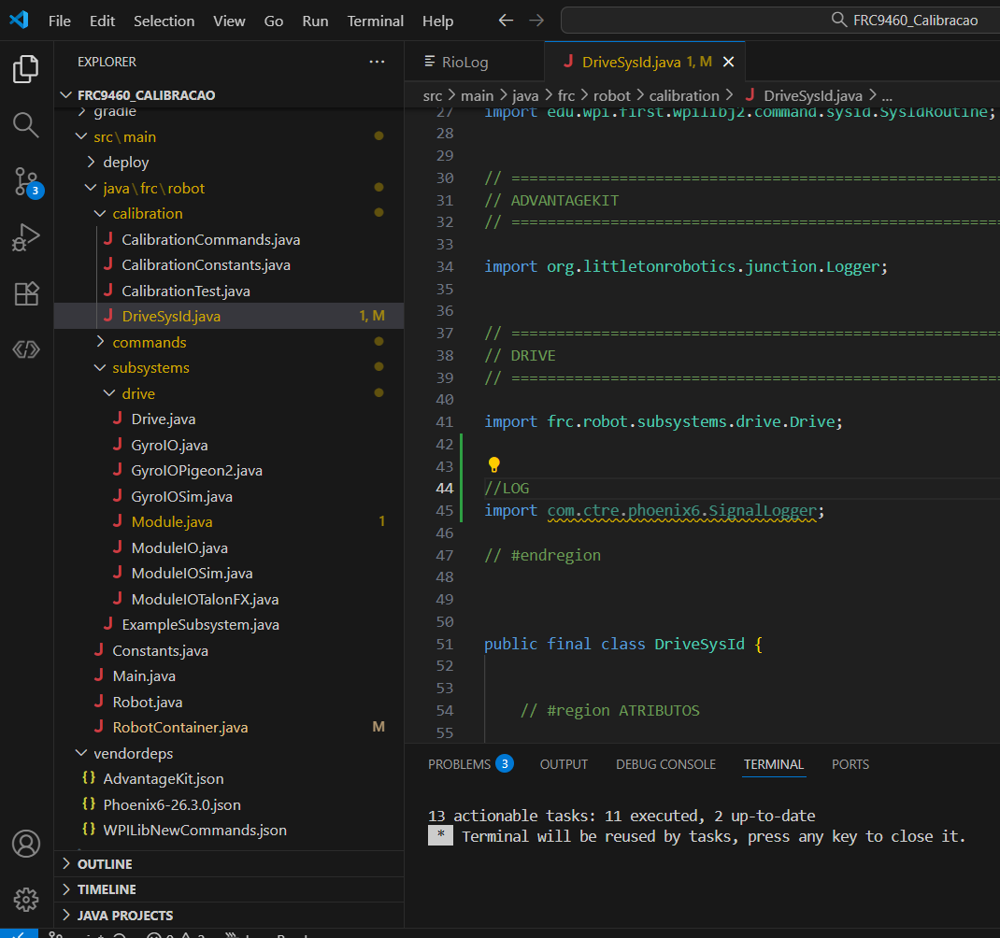 File Edit Selection View Go Run Terminal Help FRC9460_Calibracao
EXPLORER
FRC9460_CALIBRACAO
gradle
src\main
deploy
java\frc\robot
calibration
CalibrationCommands.java
CalibrationConstants.java
CalibrationTest.java
DriveSysId.java 1, M
commands
subsystems
drive
Drive.java
GyroIO.java
GyroIOPigeon2.java
GyroIOSim.java
Module.java 1
ModuleIO.java
ModuleIOSim.java
ModuleIOTalonFX.java
ExampleSubsystem.java
Constants.java
Main.java
Robot.java
RobotContainer.java M
vendordeps
{} AdvantageKit.json
{} Phoenix6-26.3.0.json
{} WPILibNewCommands.json
OUTLINE
TIMELINE
JAVA PROJECTS
3
RioLog
DriveSysId.java 1, M
src > main > java > frc > robot > calibration > DriveSysId.java > ...
27 import edu.wpi.first.wpilibj2.command.sysid.SysIdRoutine;
28
29
30 // =======================================================
31 // ADVANTAGEKIT
32 // =======================================================
33
34 import org.littletonrobotics.junction.Logger;
35
36
37 // =======================================================
38 // DRIVE
39 // =======================================================
40
41 import frc.robot.subsystems.drive.Drive;
42
43
44 //LOG
45 import com.ctre.phoenix6.SignalLogger;
46
47 // #endregion
48
49
50
51 public final class DriveSysId {
52
53
54 // #region ATRIBUTOS
55
PROBLEMS 3 OUTPUT DEBUG CONSOLE TERMINAL PORTS
13 actionable tasks: 11 executed, 2 up-to-date
* Terminal will be reused by tasks, press any key to close it.